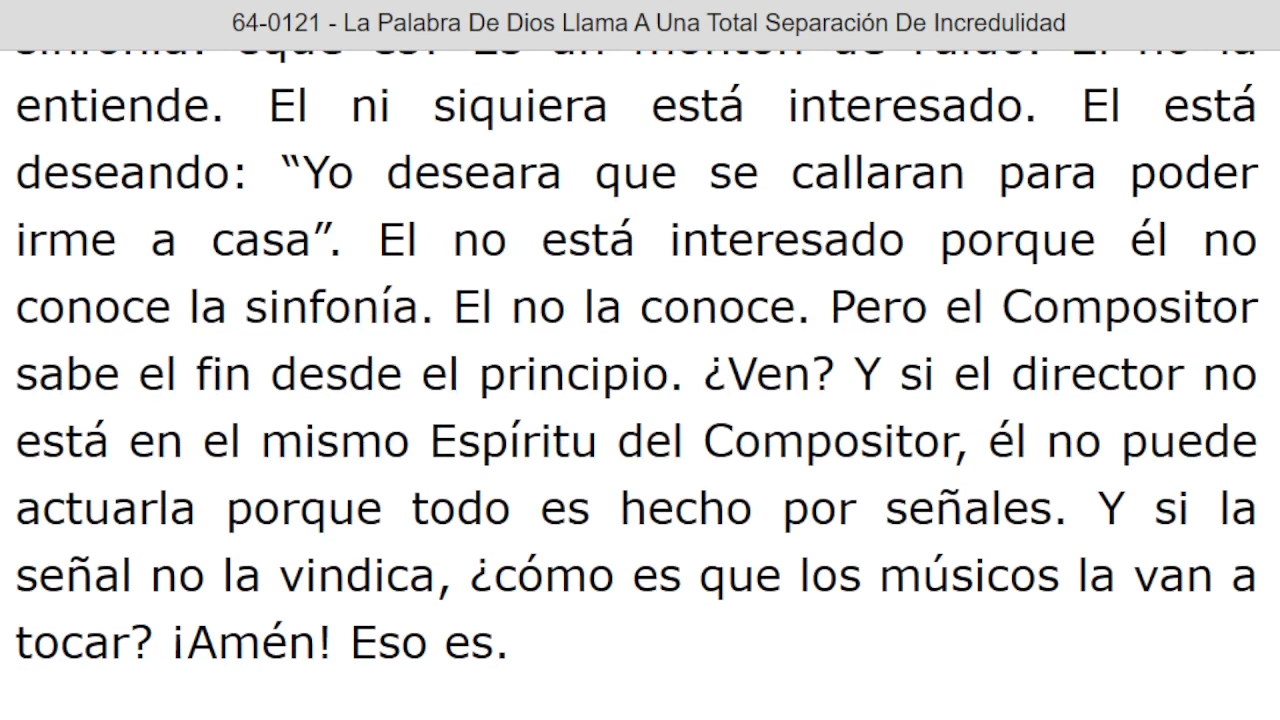 64-0121 - La Palabra De Dios Llama A Una Total Separación De Incredulidad
entiende. El ni siquiera está interesado. El está
deseando: “Yo deseara que se callaran para poder
irme a casa”. El no está interesado porque él no
conoce la sinfonía. El no la conoce. Pero el Compositor
sabe el fin desde el principio. ¿Ven? Y si el director no
está en el mismo Espíritu del Compositor, él no puede
actuarla porque todo es hecho por señales. Y si la
señal no la vindica, ¿cómo es que los músicos la van a
tocar? ¡Amén! Eso es.